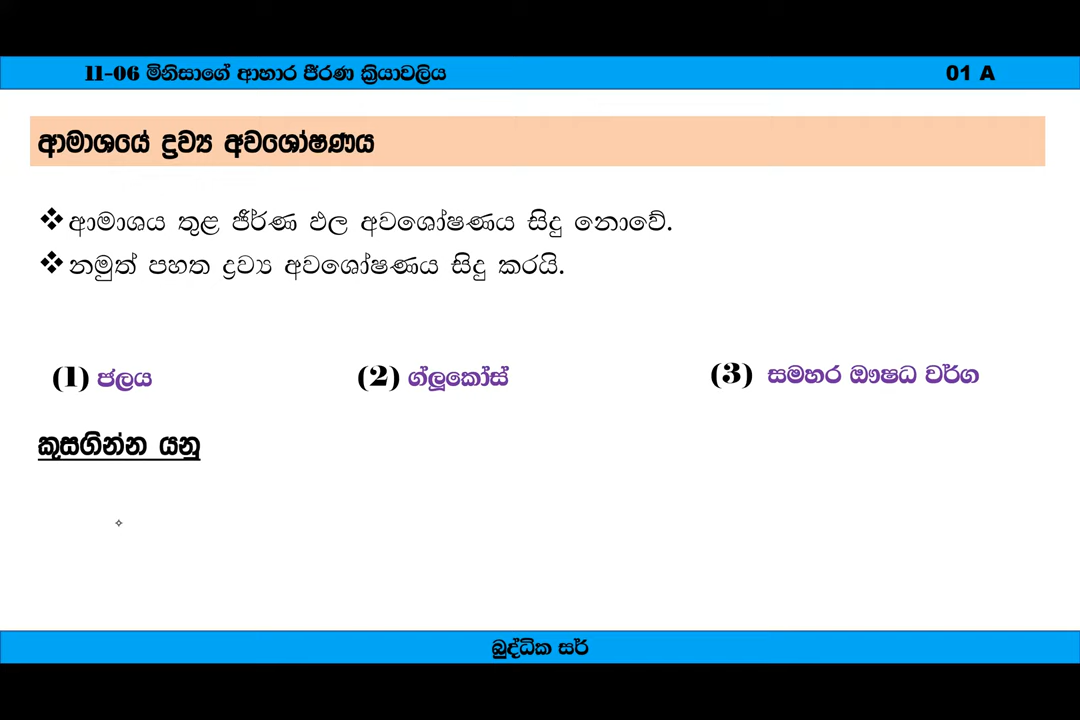 11-06 මිනිසාගේ ආහාර ජීරණ ක්‍රියාවලිය 01 A
ආමාශයේ ද්‍රව්‍ය අවශෝෂණය
❖ආමාශය තුළ ජීර්ණ ඵල අවශෝෂණය සිදු නොවේ.
❖නමුත් පහත ද්‍රව්‍ය අවශෝෂණය සිදු කරයි.
(1) ජලය (2) ග්ලූකෝස් (3) සමහර ඖෂධ වර්ග
කුසගින්න යනු
බුද්ධික සර්